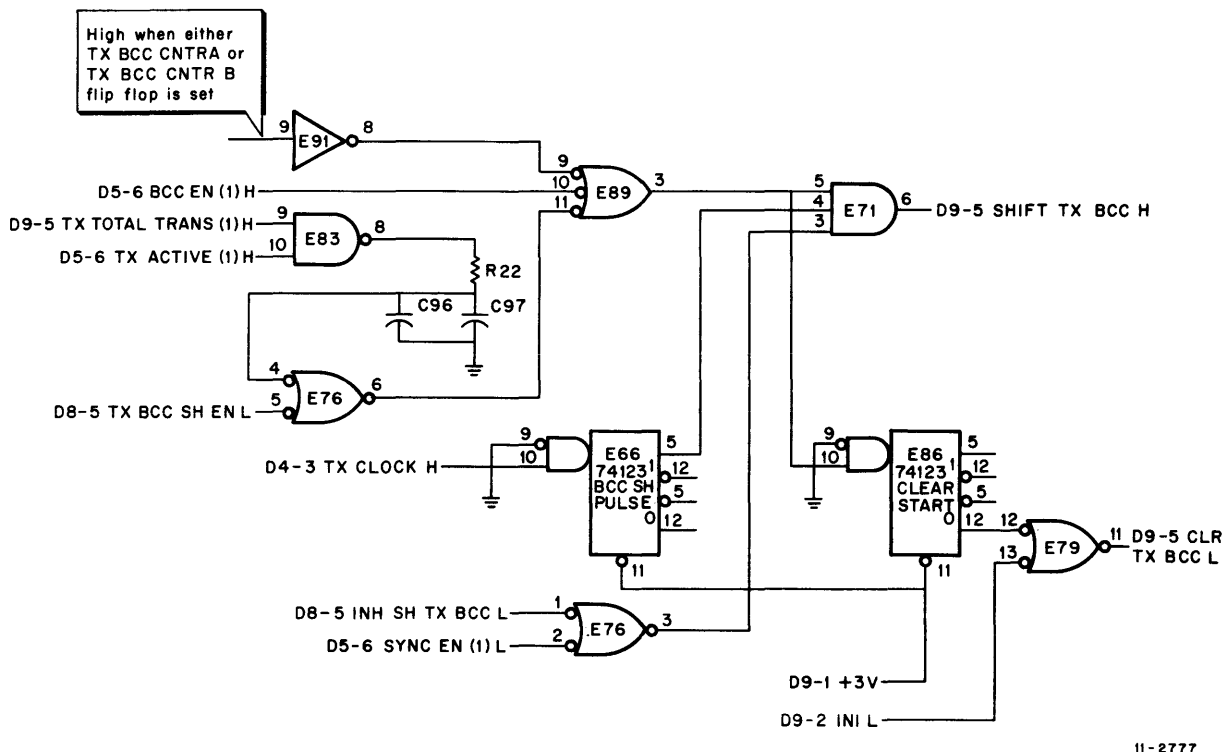 High when either
TX BCC CNTRA or
TX BCC CNTR B
flip flop is set
9 E91 8
9
D5-6 BCC EN (1) H 10 E89 3
11
D9-5 TX TOTAL TRANS (1) H 9
E83 8
D5-6 TX ACTIVE (1) H 10
5
4 E71 6 D9-5 SHIFT TX BCC H
3
R22
C96 C97
4
E76 6
D8-5 TX BCC SH EN L 5
9
D4-3 TX CLOCK H 10
E66 5
74123 1 12
BCC SH 5
PULSE 0 12
11
9
10
E86 5
74123 1 12
CLEAR 5
START 0 12
11
12
E79 11 D9-5 CLR
TX BCC L
13
D8-5 INH SH TX BCC L 1
E76 3
D5-6 SYNC EN (1) L 2
D9-1 +3V
D9-2 INI L
11-2777